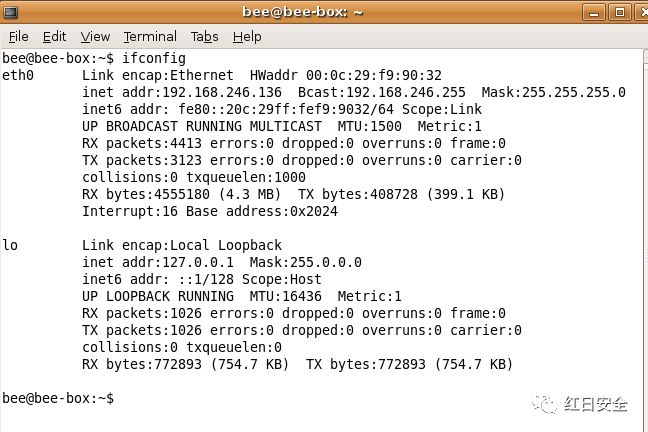 bee@bee-box: ~
File Edit View Terminal Tabs Help
bee@bee-box:~$ ifconfig
eth0      Link encap:Ethernet  HWaddr 00:0c:29:f9:90:32
          inet addr:192.168.246.136  Bcast:192.168.246.255  Mask:255.255.255.0
          inet6 addr: fe80::20c:29ff:fef9:9032/64 Scope:Link
          UP BROADCAST RUNNING MULTICAST  MTU:1500  Metric:1
          RX packets:4413 errors:0 dropped:0 overruns:0 frame:0
          TX packets:3123 errors:0 dropped:0 overruns:0 carrier:0
          collisions:0 txqueuelen:1000
          RX bytes:4555180 (4.3 MB)  TX bytes:408728 (399.1 KB)
          Interrupt:16 Base address:0x2024
lo        Link encap:Local Loopback
          inet addr:127.0.0.1  Mask:255.0.0.0
          inet6 addr: ::1/128 Scope:Host
          UP LOOPBACK RUNNING  MTU:16436  Metric:1
          RX packets:1026 errors:0 dropped:0 overruns:0 frame:0
          TX packets:1026 errors:0 dropped:0 overruns:0 carrier:0
          collisions:0 txqueuelen:0
          RX bytes:772893 (754.7 KB)  TX bytes:772893 (754.7 KB)
bee@bee-box:~$
红日安全